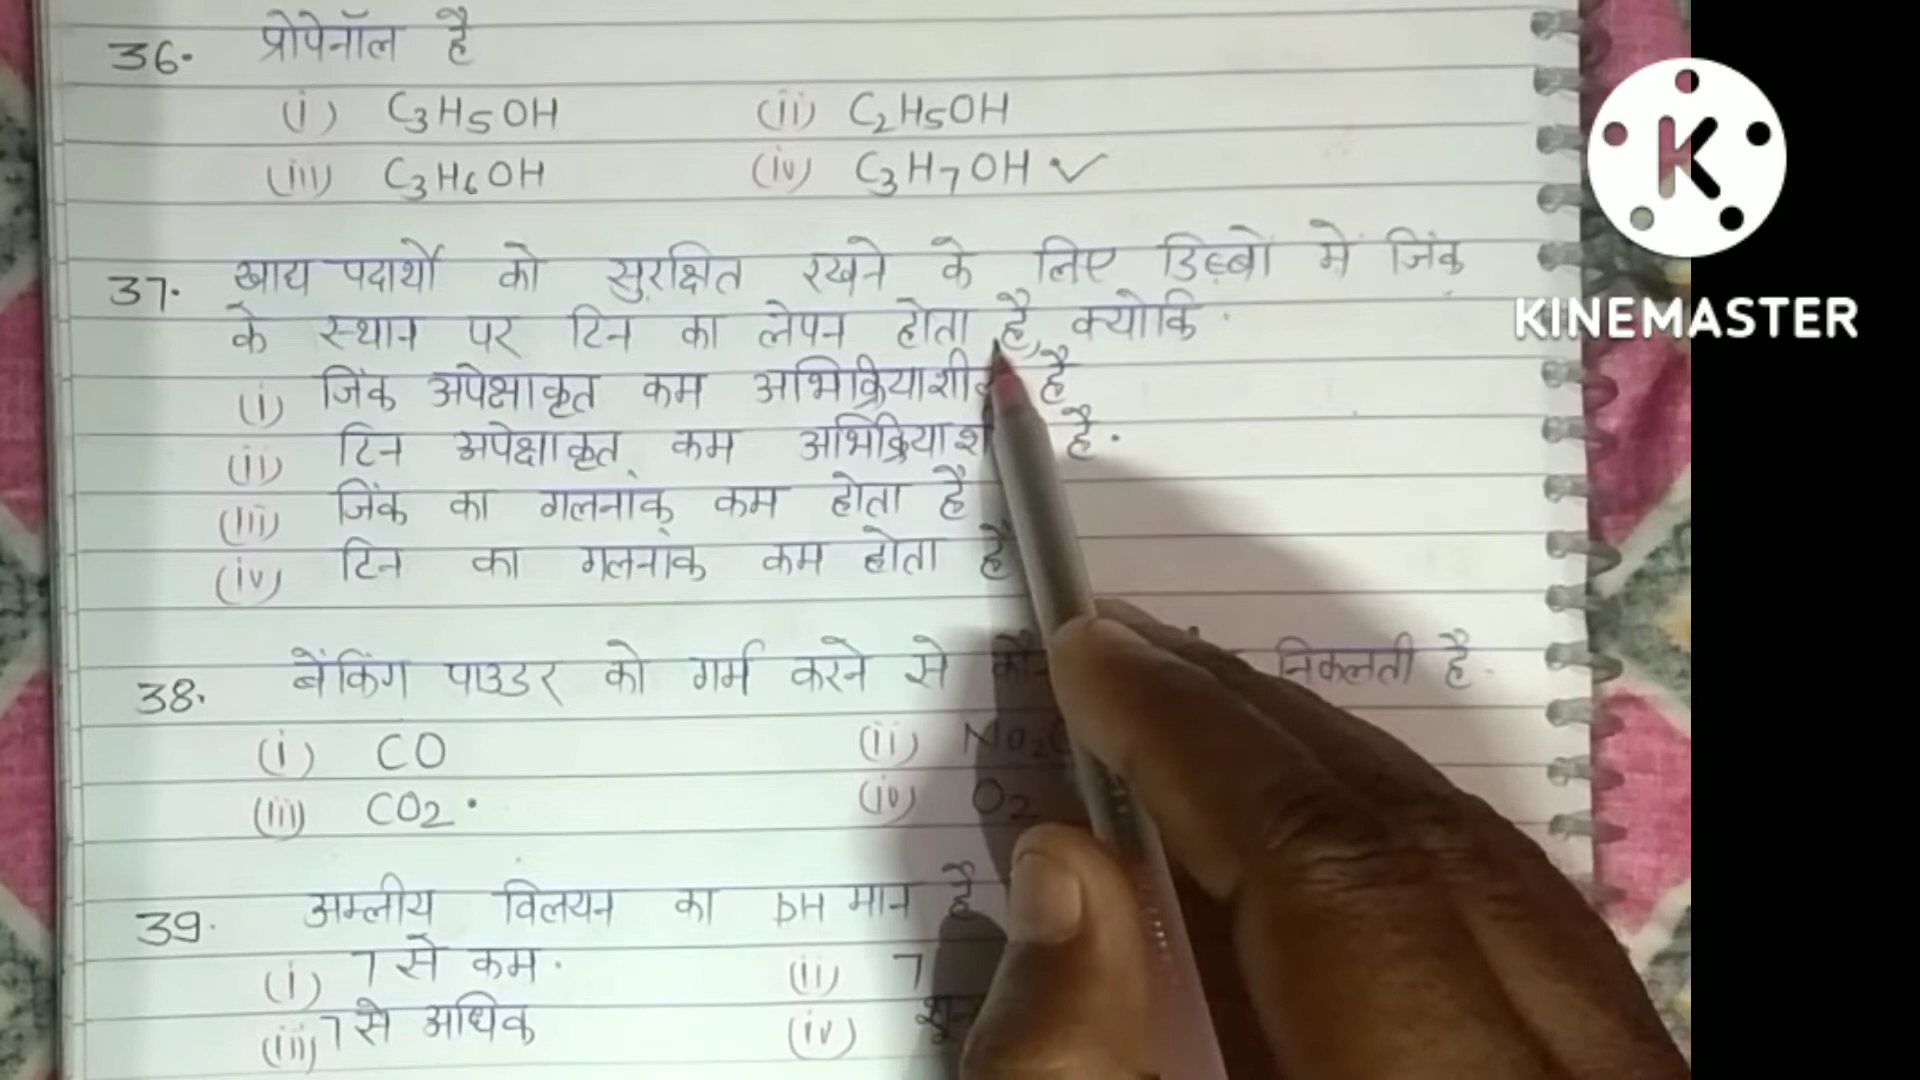 36. प्रोपेनॉल है
(i) C3H5OH (ii) C2H5OH
(iii) C3H6OH (iv) C3H7OH ✓
37. खाद्य पदार्थो को सुरक्षित रखने के लिए डिब्बों में जिंक
के स्थान पर टिन का लेपन होता है, क्योकि
(i) जिंक अपेक्षाकृत कम अभिक्रियाशील है
(ii) टिन अपेक्षाकृत कम है.
(iii) जिंक का गलनांक कम होता है
(iv) टिन का गलनांक कम होता है
38. बेंकिंग पाउडर को गर्म करने से निकलती है.
(i) CO (ii)
(iii) CO2 . (iv) O2
39. अम्लीय विलयन का pH मान है
(i) 7 से कम. (ii) 7
(iii) 7 से अधिक (iv)
KINEMASTER